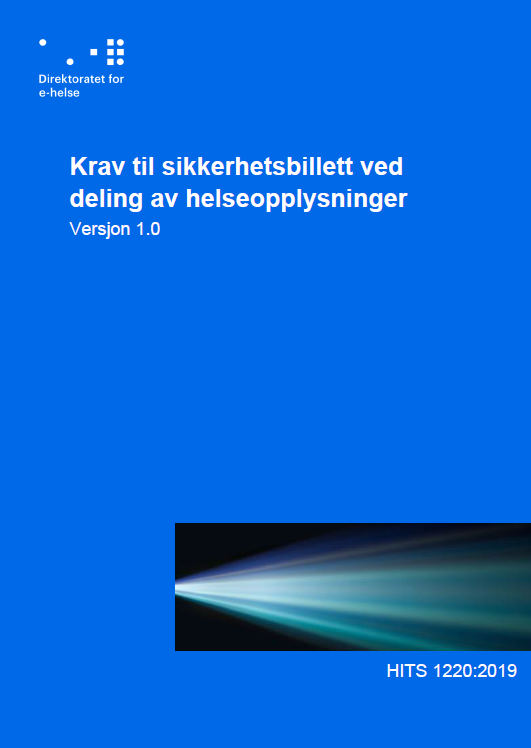 Direktoratet for
e-helse
Krav til sikkerhetsbillett ved
deling av helseopplysninger
Versjon 1.0
HITS 1220:2019